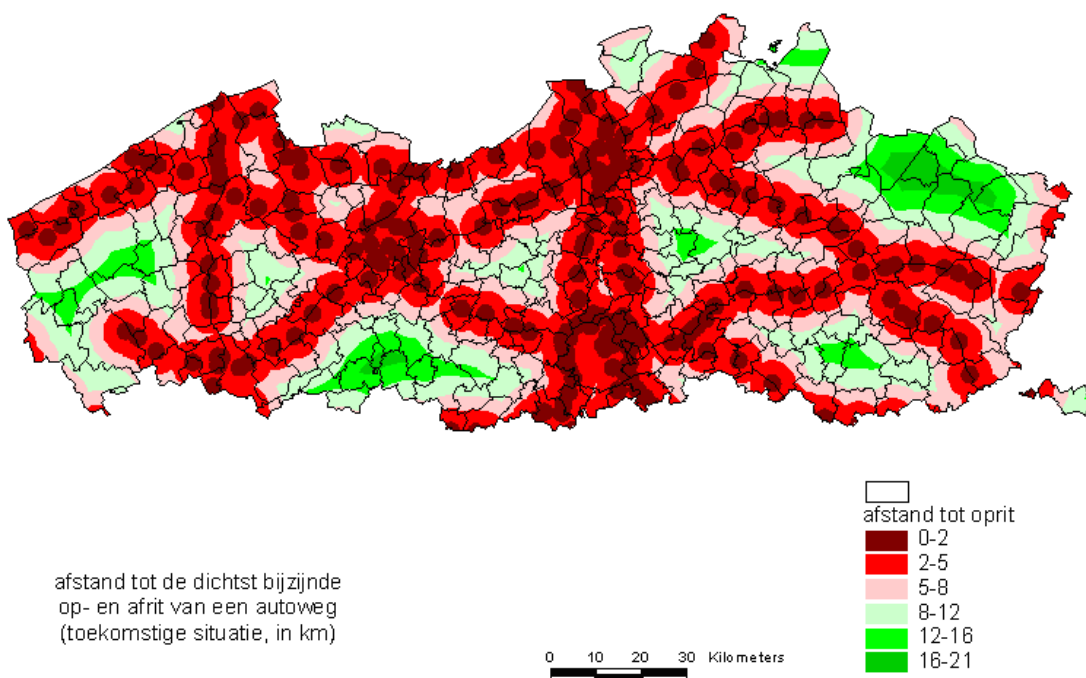 afstand tot oprit
0-2
2-5
5-8
8-12
12-16
16-21
afstand tot de dichtst bijzijnde
op- en afrit van een autoweg
(toekomstige situatie, in km)
0 10 20 30 Kilometers